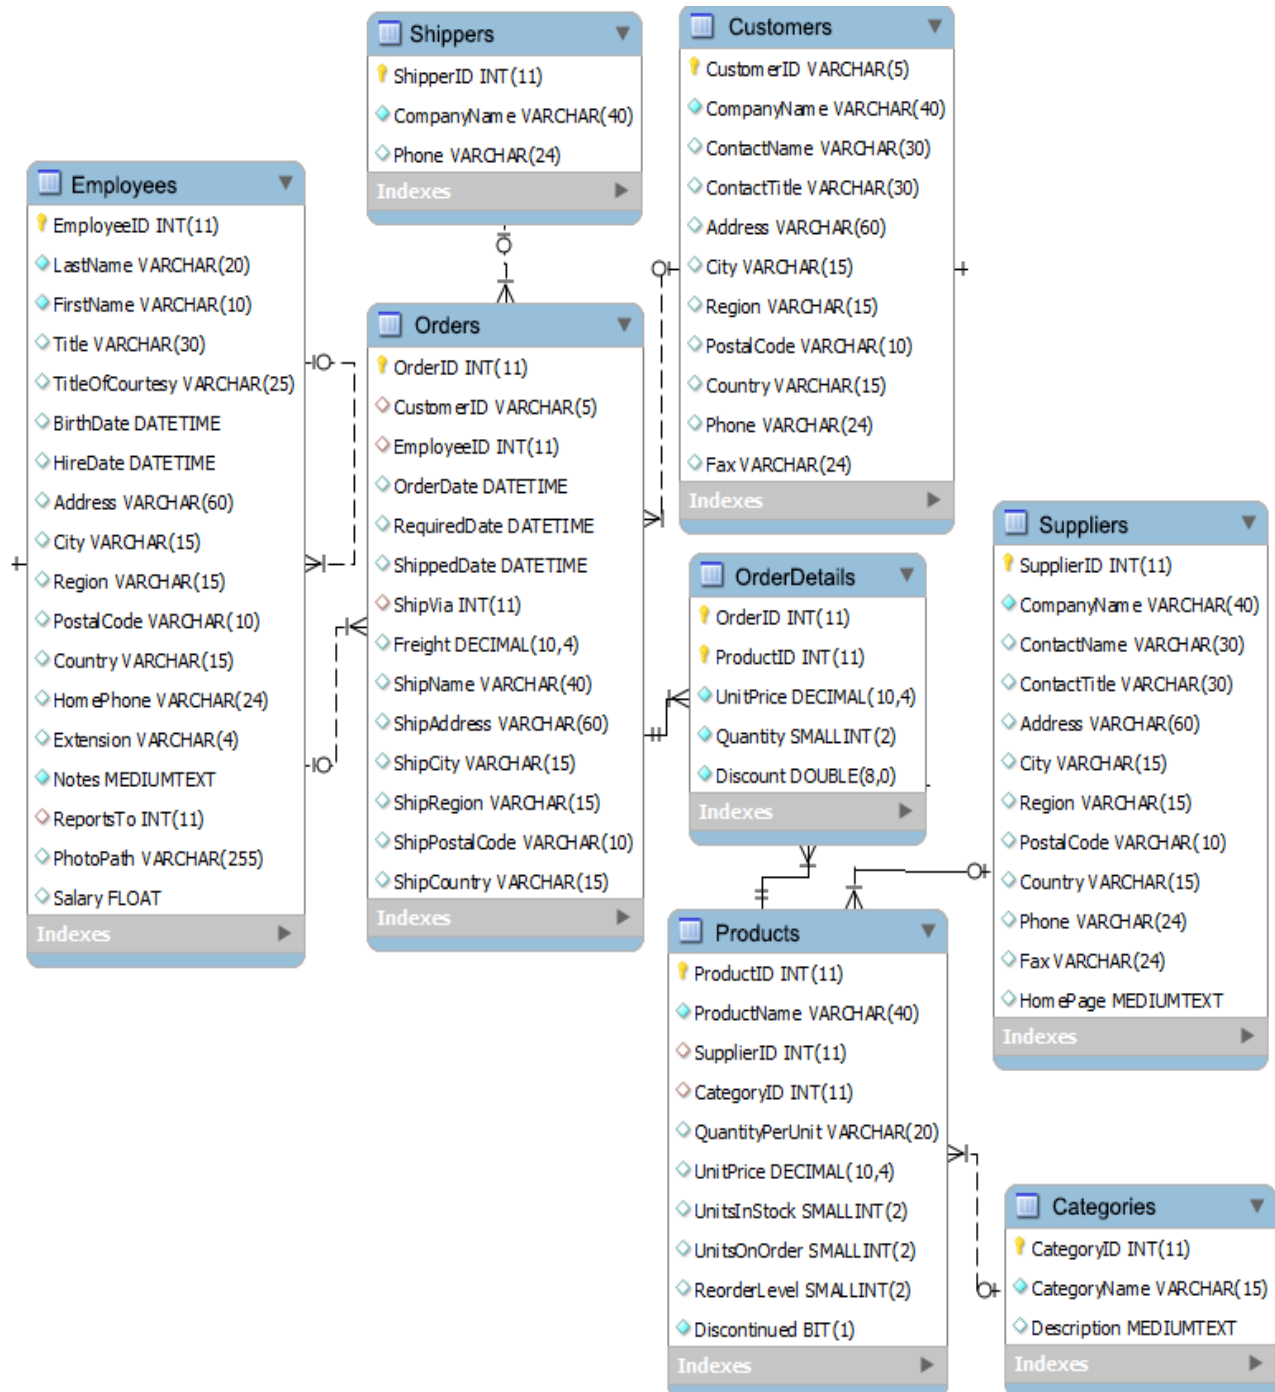 Shippers
ShipperID INT(11)
CompanyName VARCHAR(40)
Phone VARCHAR(24)
Indexes
Customers
CustomerID VARCHAR(5)
CompanyName VARCHAR(40)
ContactName VARCHAR(30)
ContactTitle VARCHAR(30)
Address VARCHAR(60)
City VARCHAR(15)
Region VARCHAR(15)
PostalCode VARCHAR(10)
Country VARCHAR(15)
Phone VARCHAR(24)
Fax VARCHAR(24)
Indexes
Employees
EmployeeID INT(11)
LastName VARCHAR(20)
FirstName VARCHAR(10)
Title VARCHAR(30)
TitleOfCourtesy VARCHAR(25)
BirthDate DATETIME
HireDate DATETIME
Address VARCHAR(60)
City VARCHAR(15)
Region VARCHAR(15)
PostalCode VARCHAR(10)
Country VARCHAR(15)
HomePhone VARCHAR(24)
Extension VARCHAR(4)
Notes MEDIUMTEXT
ReportsTo INT(11)
PhotoPath VARCHAR(255)
Salary FLOAT
Indexes
Orders
OrderID INT(11)
CustomerID VARCHAR(5)
EmployeeID INT(11)
OrderDate DATETIME
RequiredDate DATETIME
ShippedDate DATETIME
ShipVia INT(11)
Freight DECIMAL(10,4)
ShipName VARCHAR(40)
ShipAddress VARCHAR(60)
ShipCity VARCHAR(15)
ShipRegion VARCHAR(15)
ShipPostalCode VARCHAR(10)
ShipCountry VARCHAR(15)
Indexes
OrderDetails
OrderID INT(11)
ProductID INT(11)
UnitPrice DECIMAL(10,4)
Quantity SMALLINT(2)
Discount DOUBLE(8,0)
Indexes
Suppliers
SupplierID INT(11)
CompanyName VARCHAR(40)
ContactName VARCHAR(30)
ContactTitle VARCHAR(30)
Address VARCHAR(60)
City VARCHAR(15)
Region VARCHAR(15)
PostalCode VARCHAR(10)
Country VARCHAR(15)
Phone VARCHAR(24)
Fax VARCHAR(24)
HomePage MEDIUMTEXT
Indexes
Products
ProductID INT(11)
ProductName VARCHAR(40)
SupplierID INT(11)
CategoryID INT(11)
QuantityPerUnit VARCHAR(20)
UnitPrice DECIMAL(10,4)
UnitsInStock SMALLINT(2)
UnitsOnOrder SMALLINT(2)
ReorderLevel SMALLINT(2)
Discontinued BIT(1)
Indexes
Categories
CategoryID INT(11)
CategoryName VARCHAR(15)
Description MEDIUMTEXT
Indexes